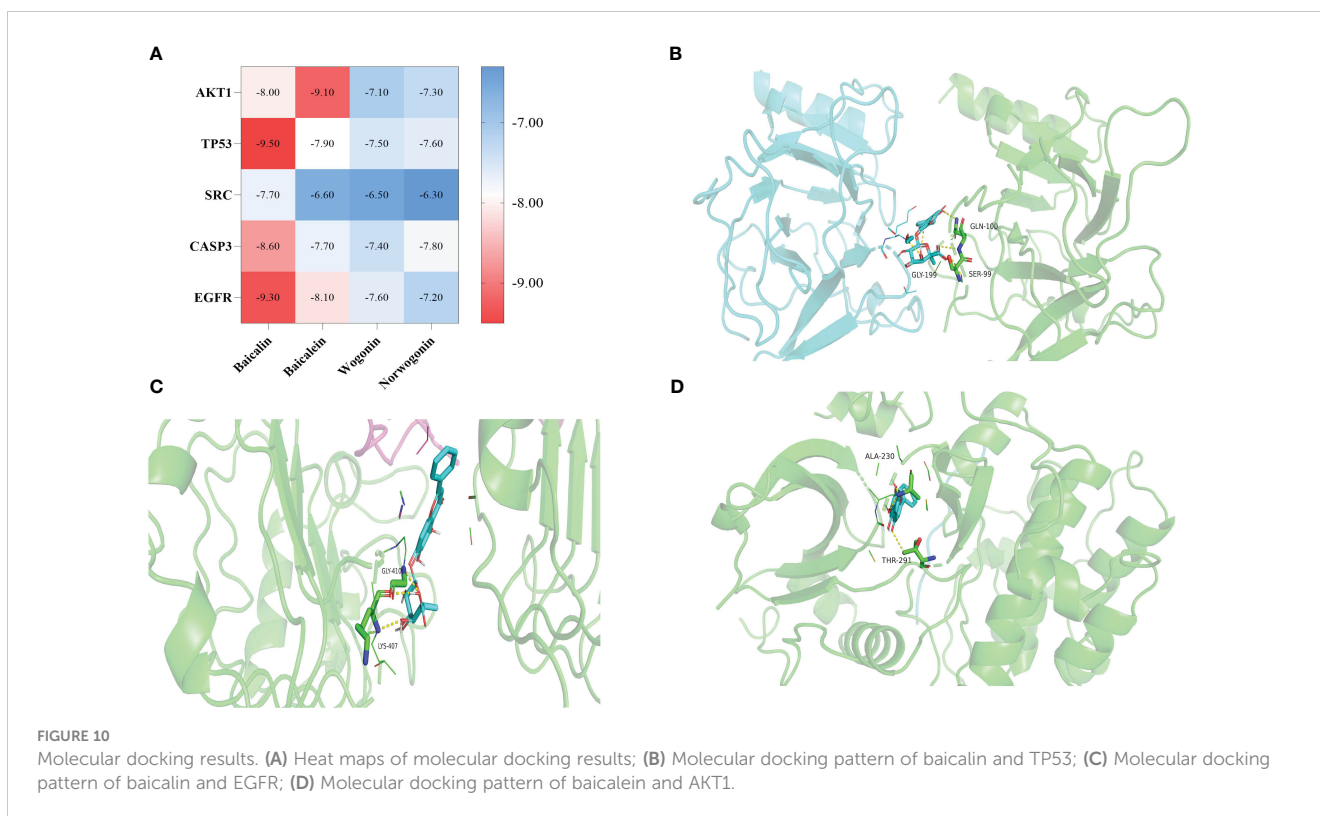 A
AKT1
-8.00 -9.10 -7.10 -7.30
TP53
-9.50 -7.90 -7.50 -7.60
SRC
-7.70 -6.60 -6.50 -6.30
CASP3
-8.60 -7.70 -7.40 -7.80
EGFR
-9.30 -8.10 -7.60 -7.20
Baicalin Baicalein Wogonin Norwogonin
-7.00
-8.00
-9.00
B
GLN-100
GLY-199
SER-99
C
GLY-410
LYS-407
D
ALA-230
THR-291
FIGURE 10
Molecular docking results. (A) Heat maps of molecular docking results; (B) Molecular docking pattern of baicalin and TP53; (C) Molecular docking
pattern of baicalin and EGFR; (D) Molecular docking pattern of baicalein and AKT1.